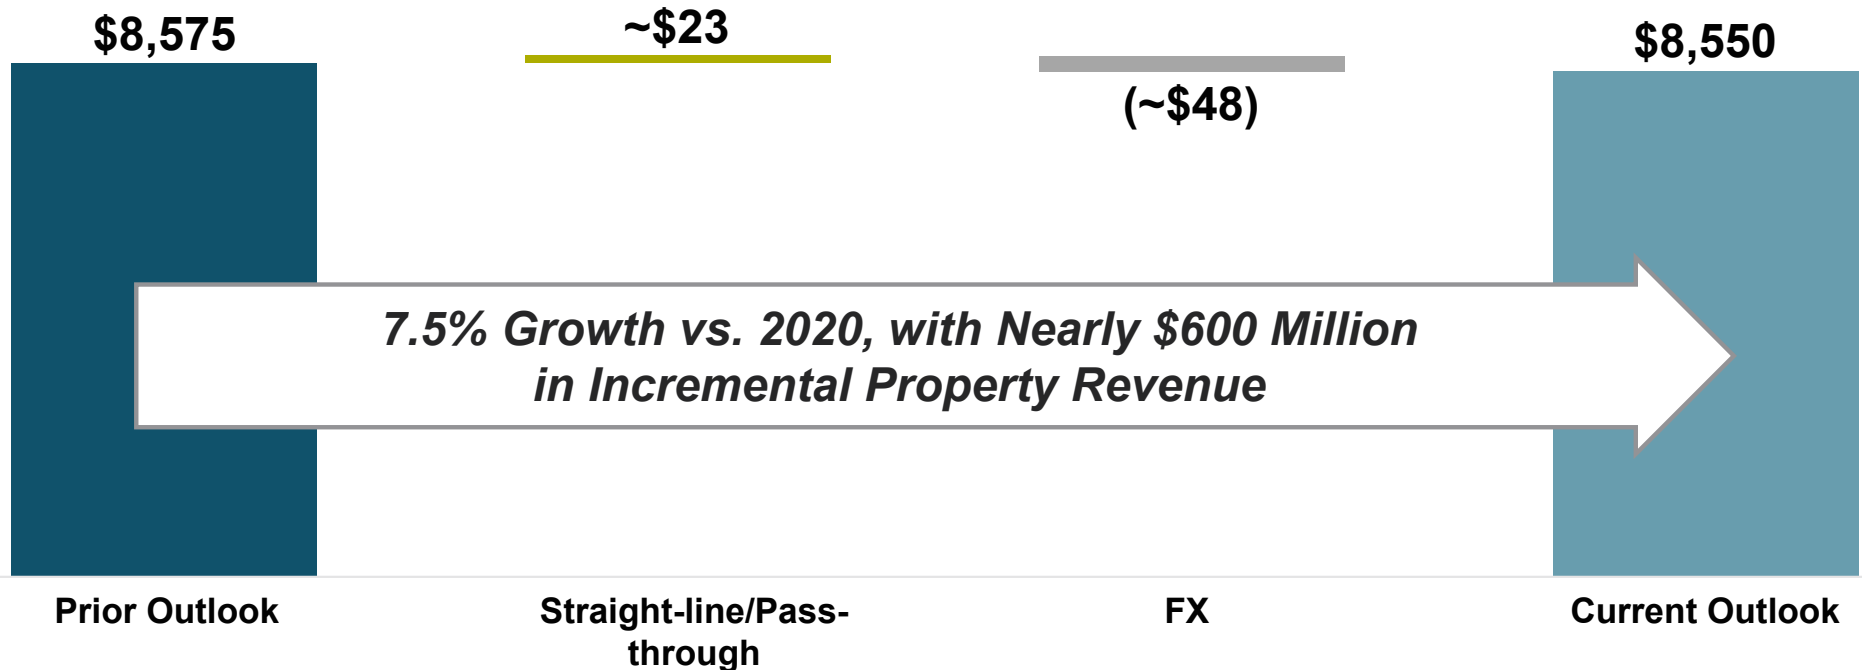 $8,575
~$23
(~$48)
$8,550
7.5% Growth vs. 2020, with Nearly $600 Million
in Incremental Property Revenue
Prior Outlook
Straight-line/Pass-
through
FX
Current Outlook